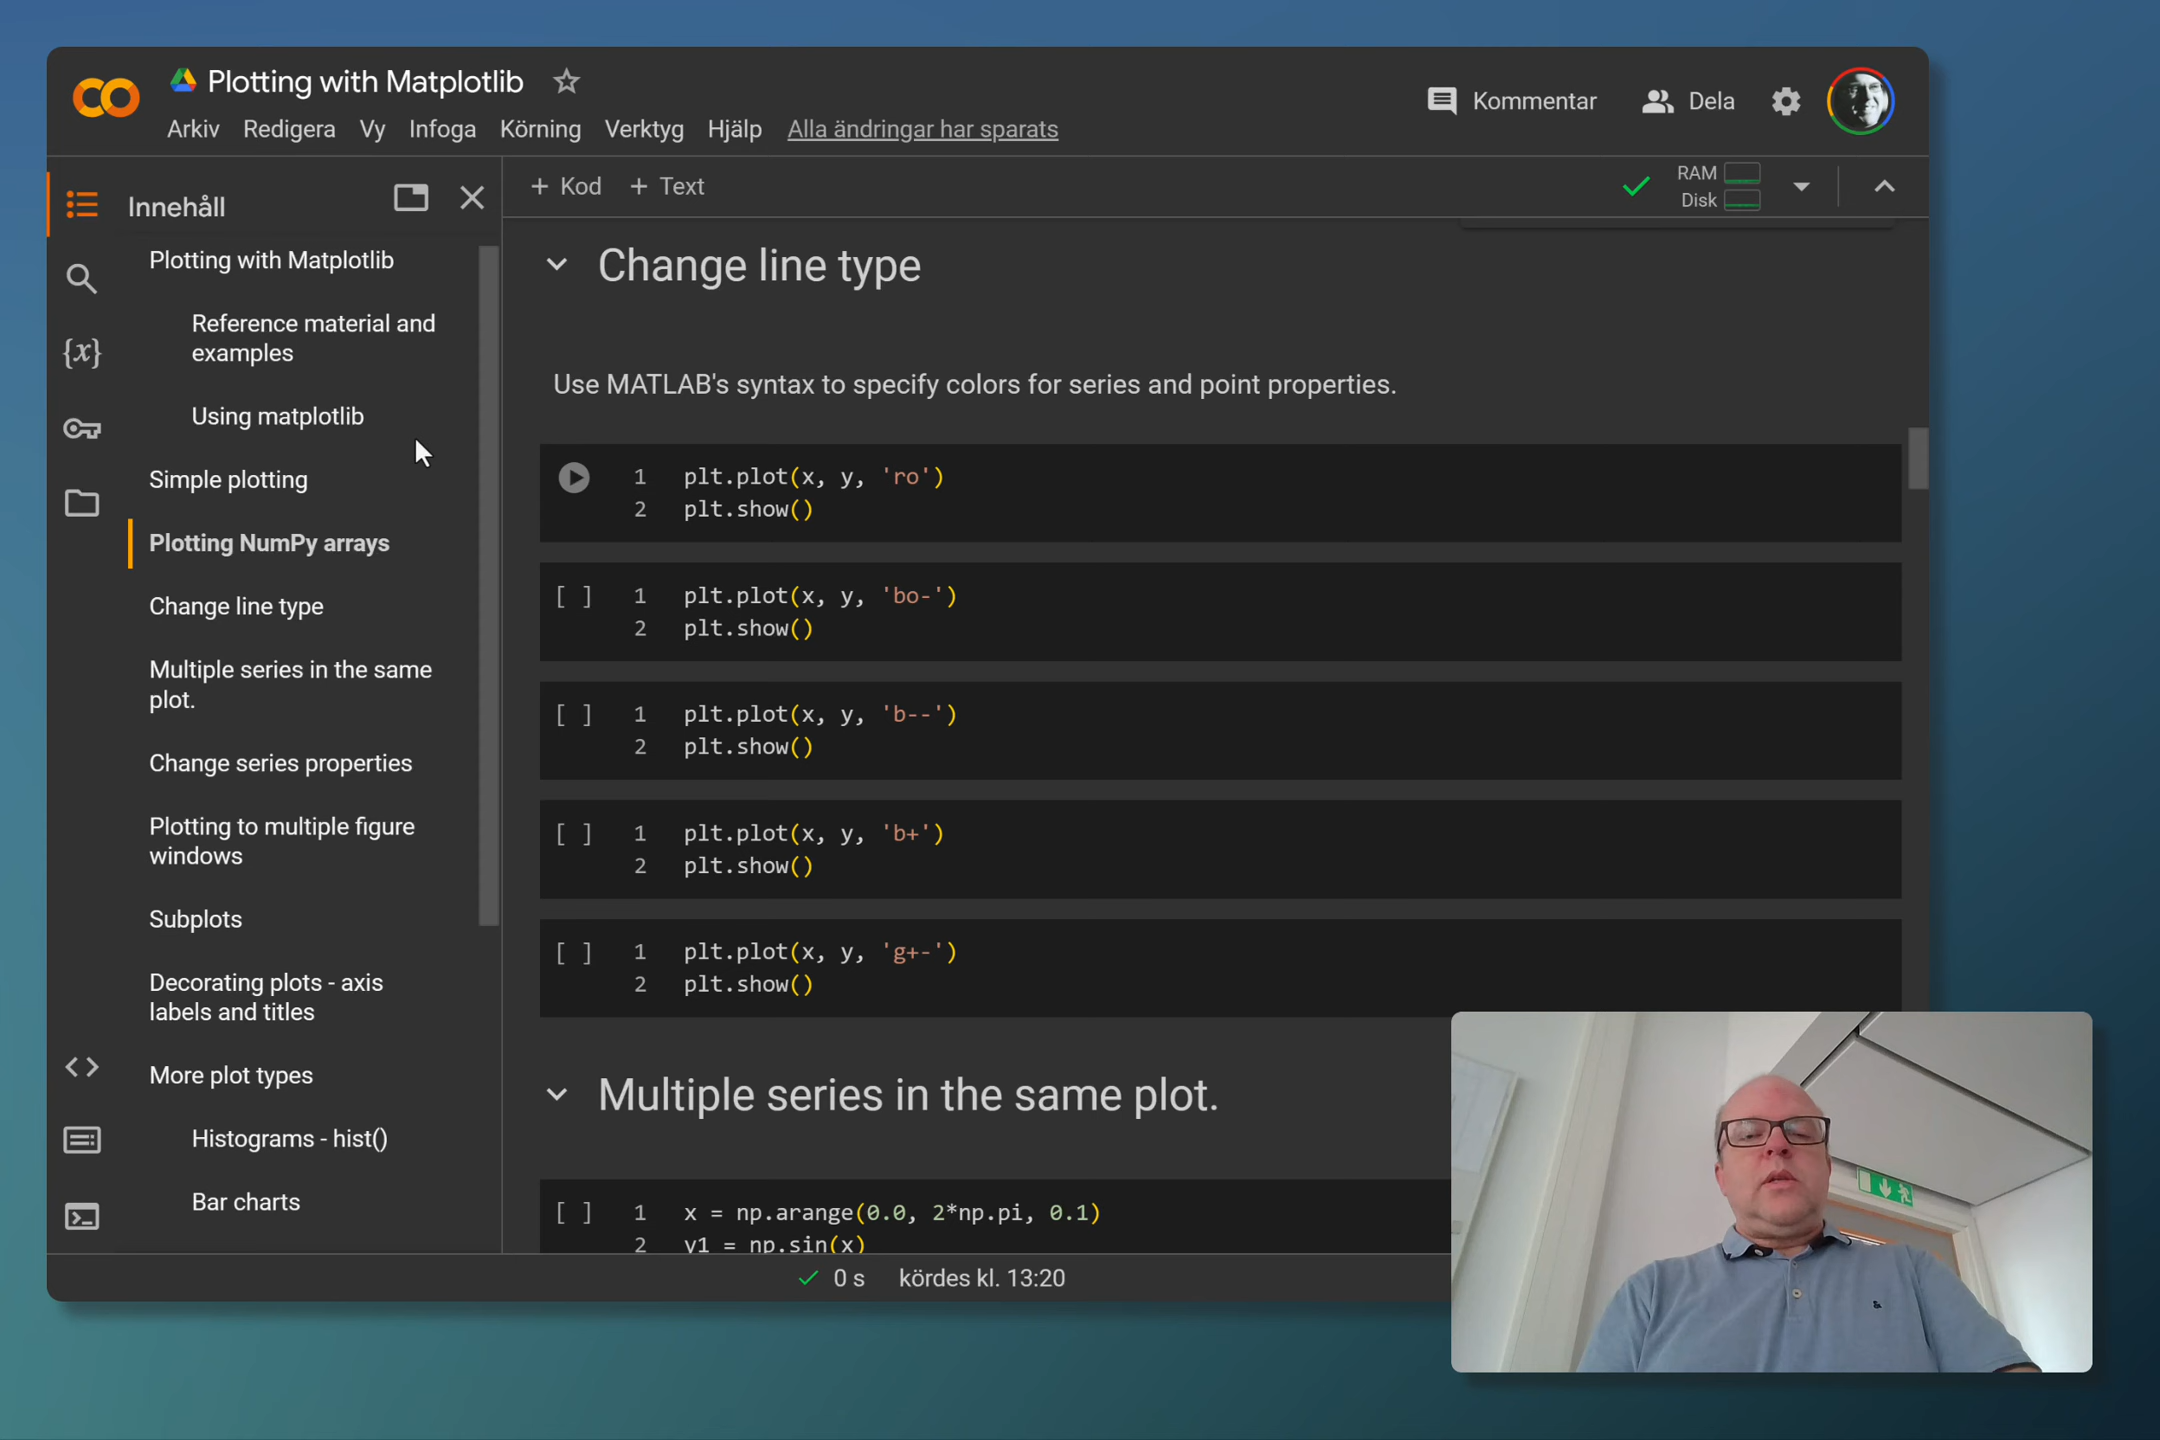 Plotting with Matplotlib
Arkiv Redigera Vy Infoga Körning Verktyg Hjälp Alla ändringar har sparats
Kommentar Dela
Innehåll
Plotting with Matplotlib
Reference material and
examples
Using matplotlib
Simple plotting
Plotting NumPy arrays
Change line type
Multiple series in the same
plot.
Change series properties
Plotting to multiple figure
windows
Subplots
Decorating plots - axis
labels and titles
More plot types
Histograms - hist()
Bar charts
+ Kod + Text
RAM
Disk
Change line type
Use MATLAB's syntax to specify colors for series and point properties.
1 plt.plot(x, y, 'ro')
2 plt.show()
[ ] 1 plt.plot(x, y, 'bo-')
2 plt.show()
[ ] 1 plt.plot(x, y, 'b--')
2 plt.show()
[ ] 1 plt.plot(x, y, 'b+')
2 plt.show()
[ ] 1 plt.plot(x, y, 'g+-')
2 plt.show()
Multiple series in the same plot.
[ ] 1 x = np.arange(0.0, 2*np.pi, 0.1)
2 y1 = np.sin(x)
0 s kördes kl. 13:20